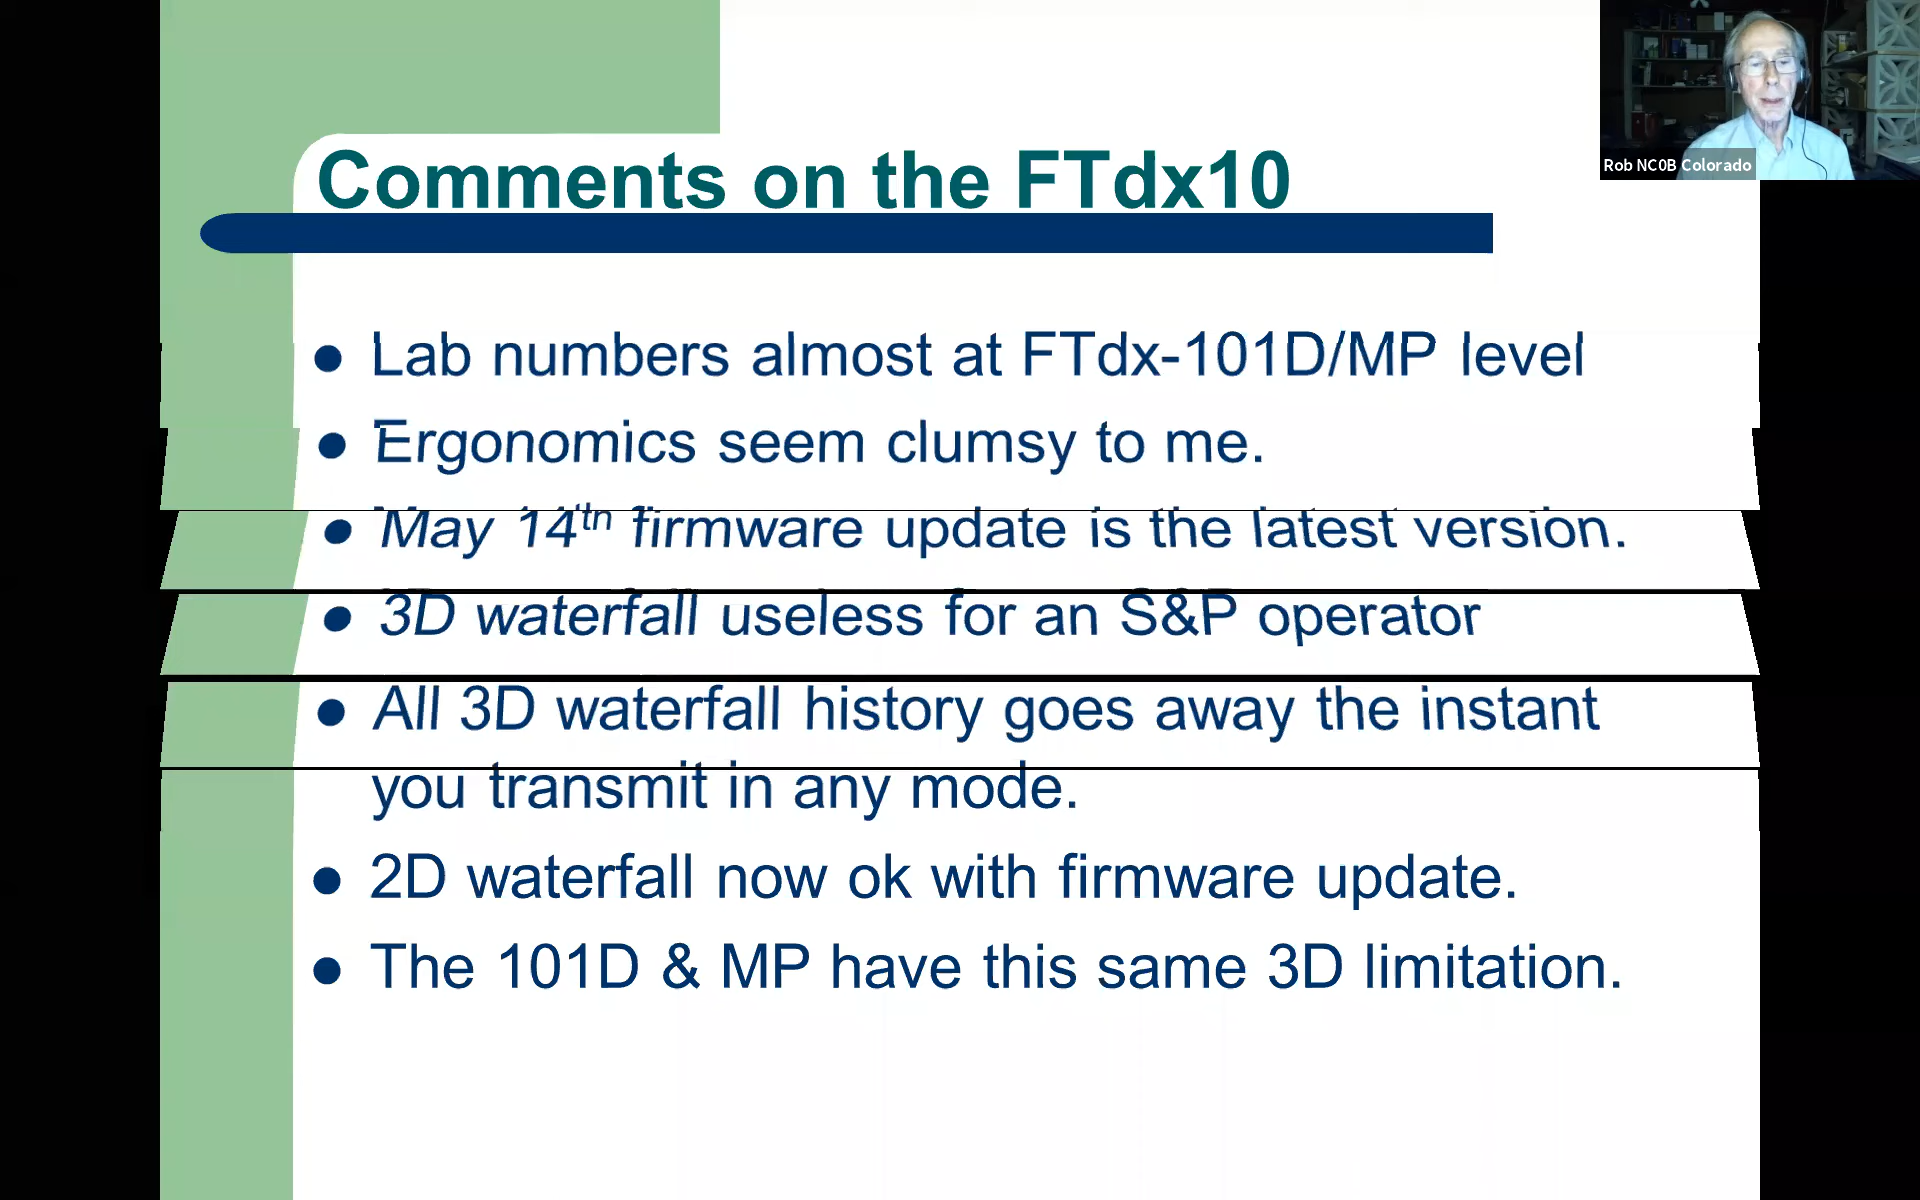 Comments on the FTdx10
Rob NC0B Colorado
● Lab numbers almost at FTdx-101D/MP level
● Ergonomics seem clumsy to me.
● May 14th firmware update is the latest version.
● 3D waterfall useless for an S&P operator
● All 3D waterfall history goes away the instant
you transmit in any mode.
● 2D waterfall now ok with firmware update.
● The 101D & MP have this same 3D limitation.